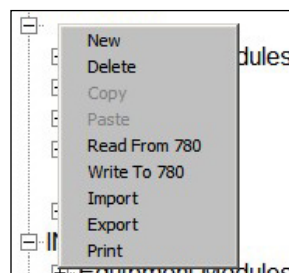 New
Delete
dules
Copy
Paste
Read From 780
Write To 780
Import
Export
IN
Print
Equipment Modules